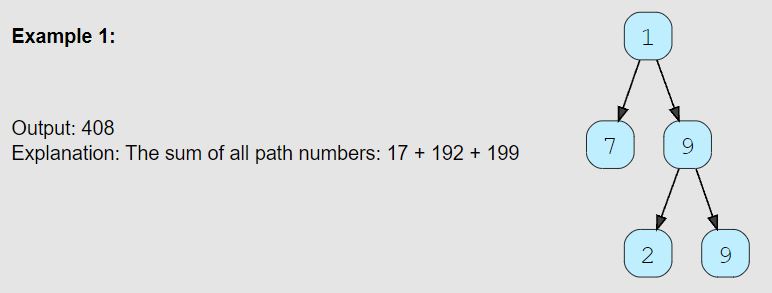 Example 1:
1
Output: 408
Explanation: The sum of all path numbers: 17 + 192 + 199
7 9
2 9